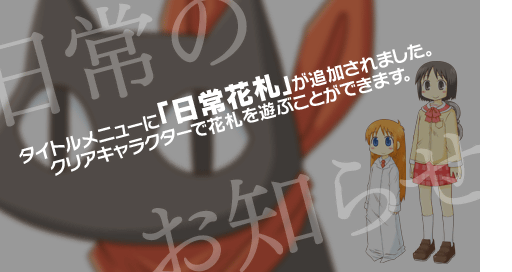 日常の
タイトルメニューに「日常花札」が追加されました。
クリアキャラクターで花札を遊ぶことができます。
お知らせ